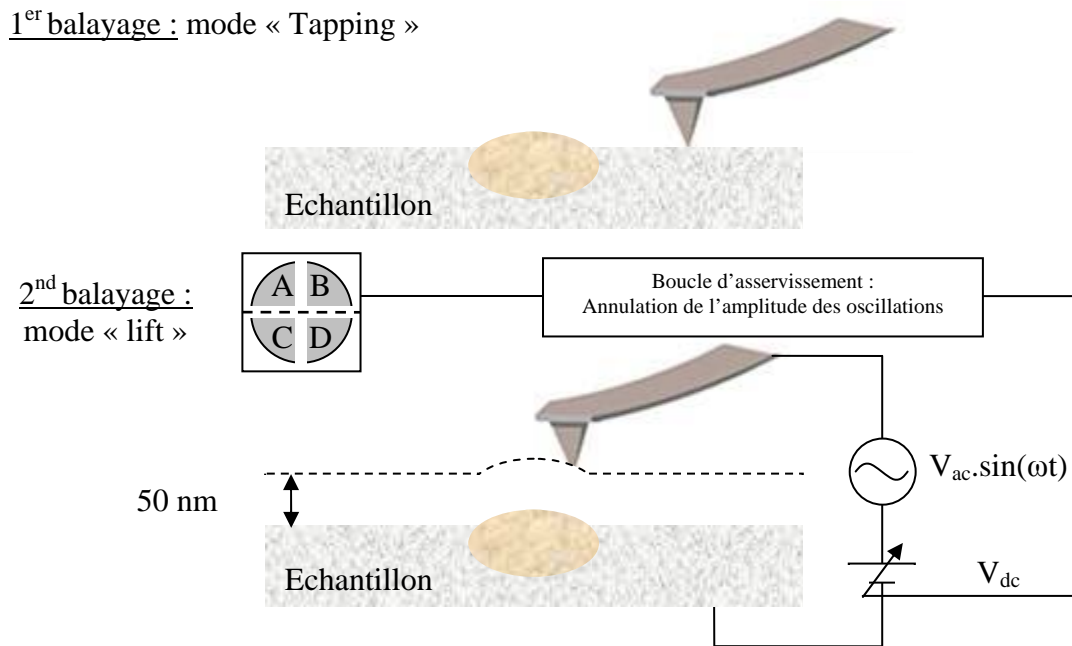 1er balayage : mode « Tapping »
Echantillon
2nd balayage :
mode « lift »
A B
C D
Boucle d’asservissement :
Annulation de l’amplitude des oscillations
50 nm
Vac.sin(ωt)
Echantillon
Vdc